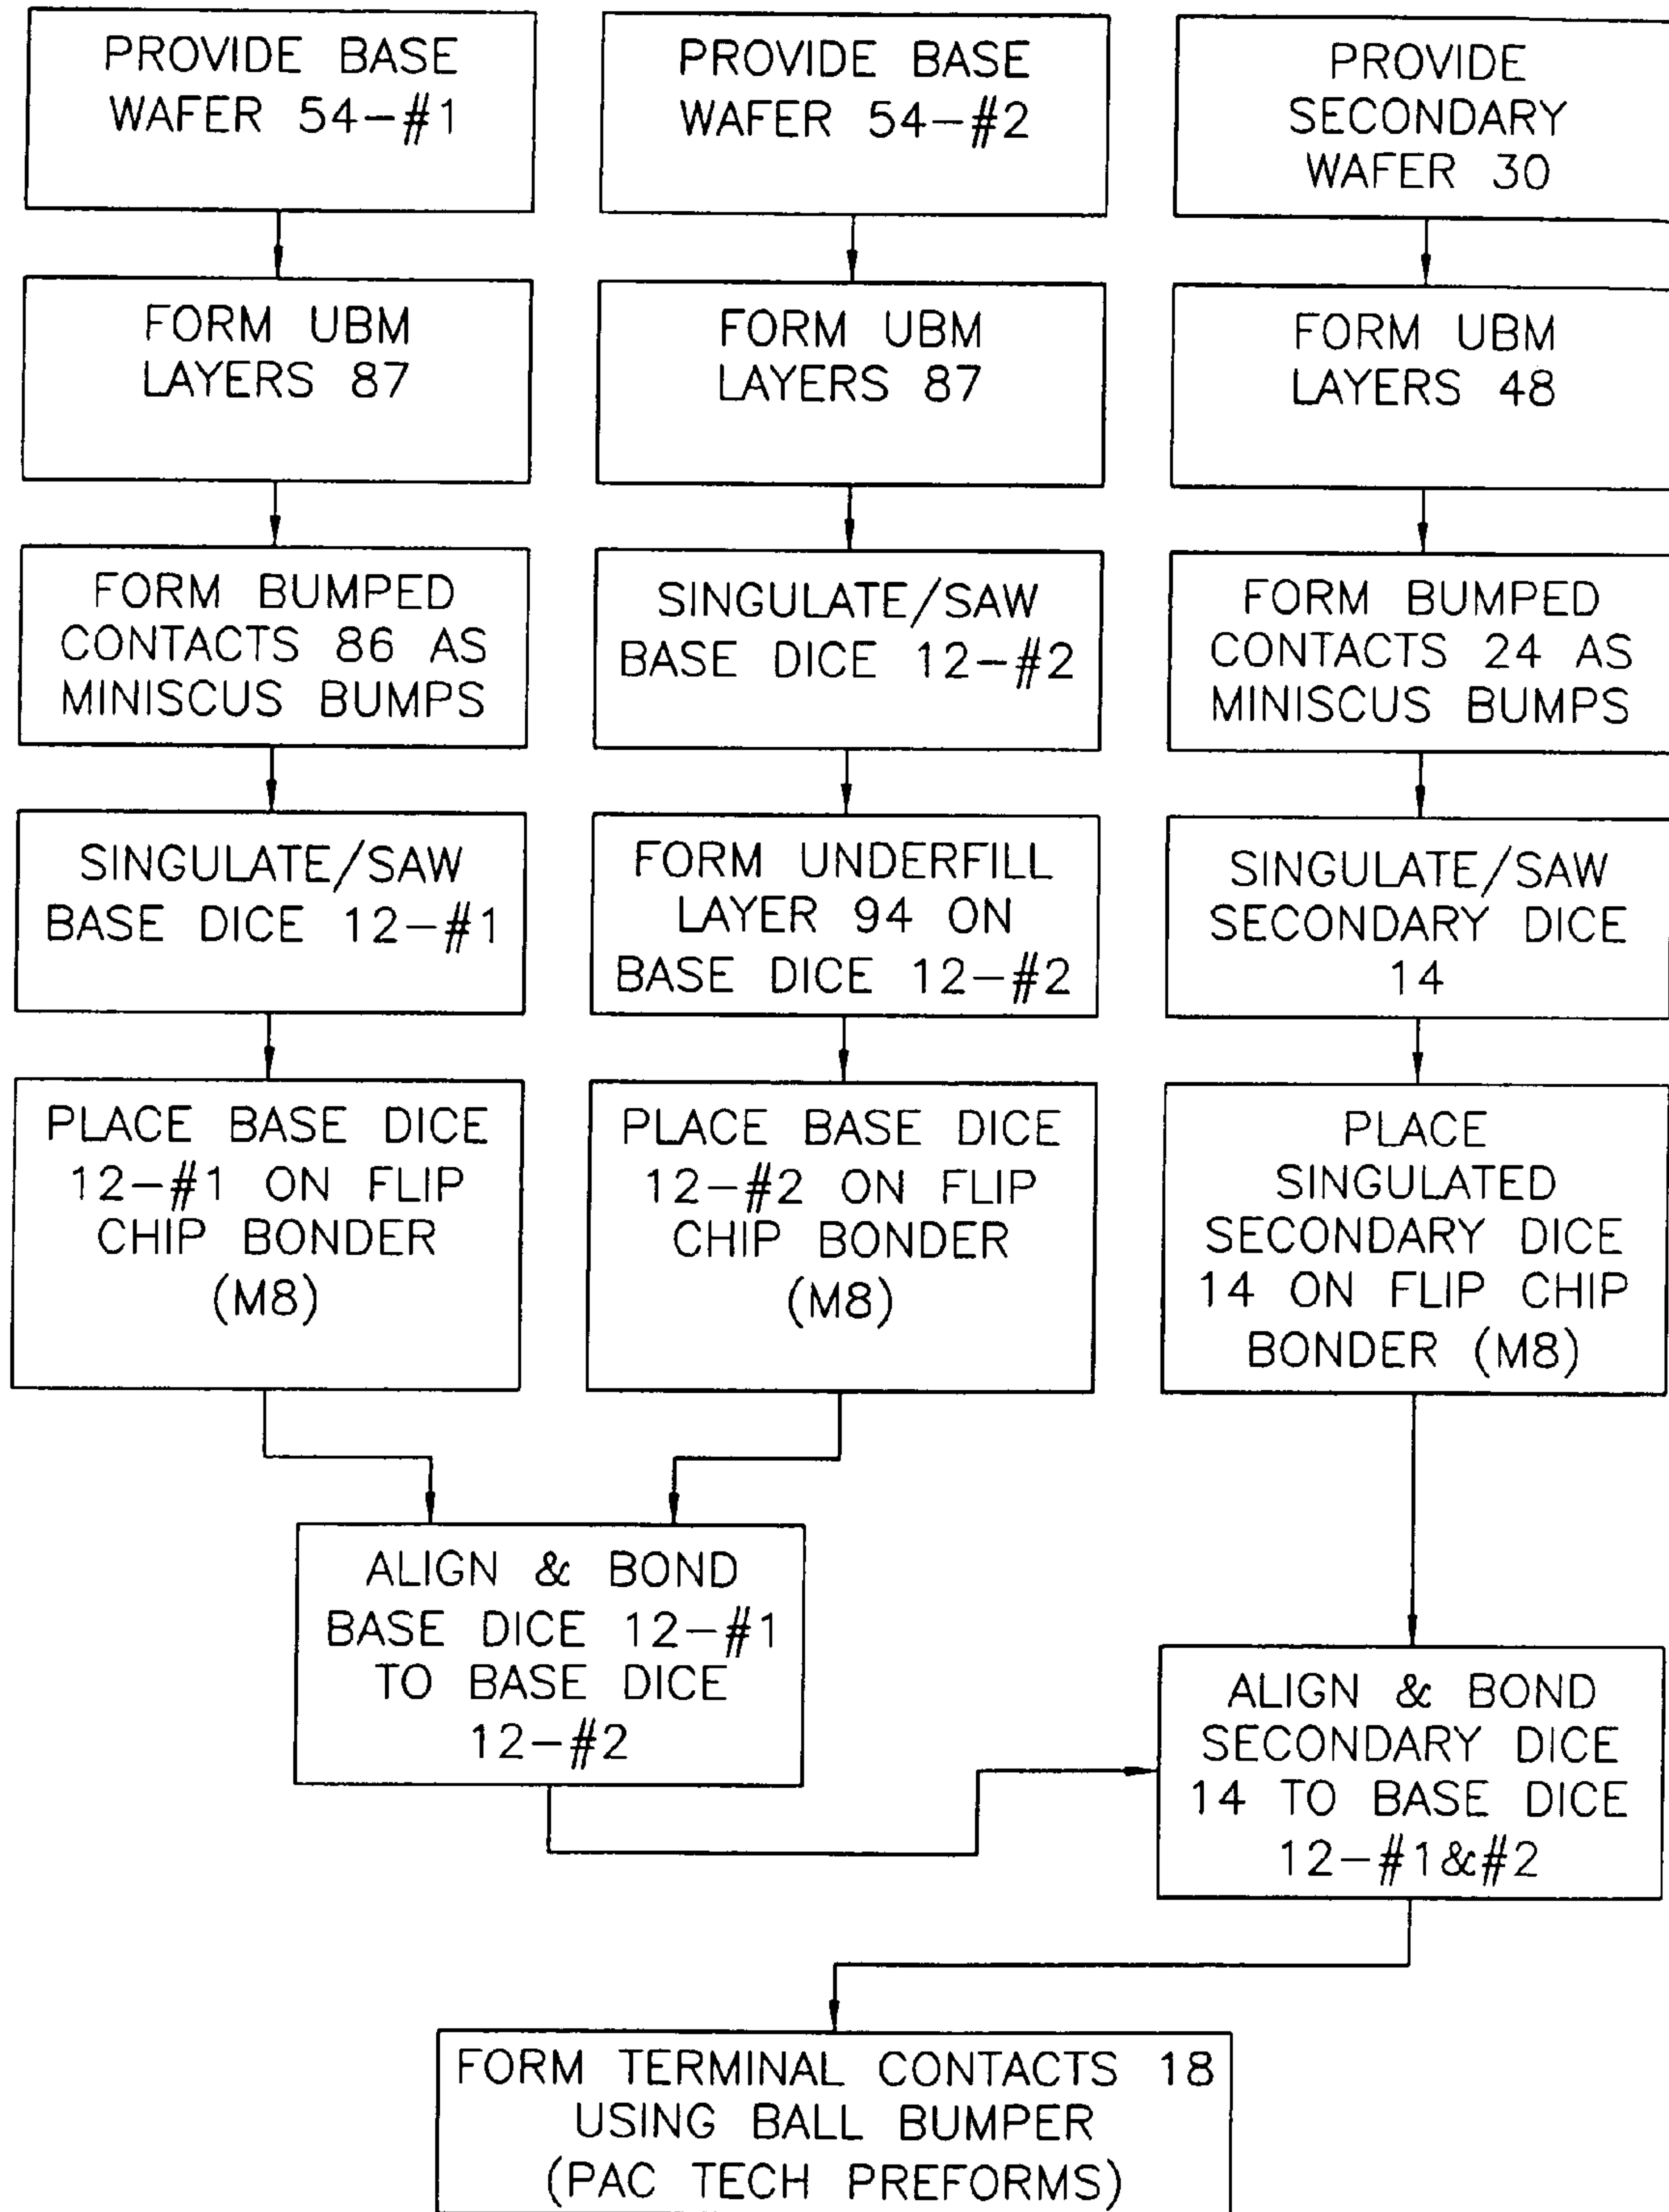 PROVIDE BASE
WAFER 54-#1
PROVIDE BASE
WAFER 54-#2
PROVIDE
SECONDARY
WAFER 30
FORM UBM
LAYERS 87
FORM UBM
LAYERS 87
FORM UBM
LAYERS 48
FORM BUMPED
CONTACTS 86 AS
MINISCUS BUMPS
SINGULATE/SAW
BASE DICE 12-#2
FORM BUMPED
CONTACTS 24 AS
MINISCUS BUMPS
SINGULATE/SAW
BASE DICE 12-#1
FORM UNDERFILL
LAYER 94 ON
BASE DICE 12-#2
SINGULATE/SAW
SECONDARY DICE
14
PLACE BASE DICE
12-#1 ON FLIP
CHIP BONDER
(M8)
PLACE BASE DICE
12-#2 ON FLIP
CHIP BONDER
(M8)
PLACE
SINGULATED
SECONDARY DICE
14 ON FLIP CHIP
BONDER (M8)
ALIGN & BOND
BASE DICE 12-#1
TO BASE DICE
12-#2
ALIGN & BOND
SECONDARY DICE
14 TO BASE DICE
12-#1&#2
FORM TERMINAL CONTACTS 18
USING BALL BUMPER
(PAC TECH PREFORMS)